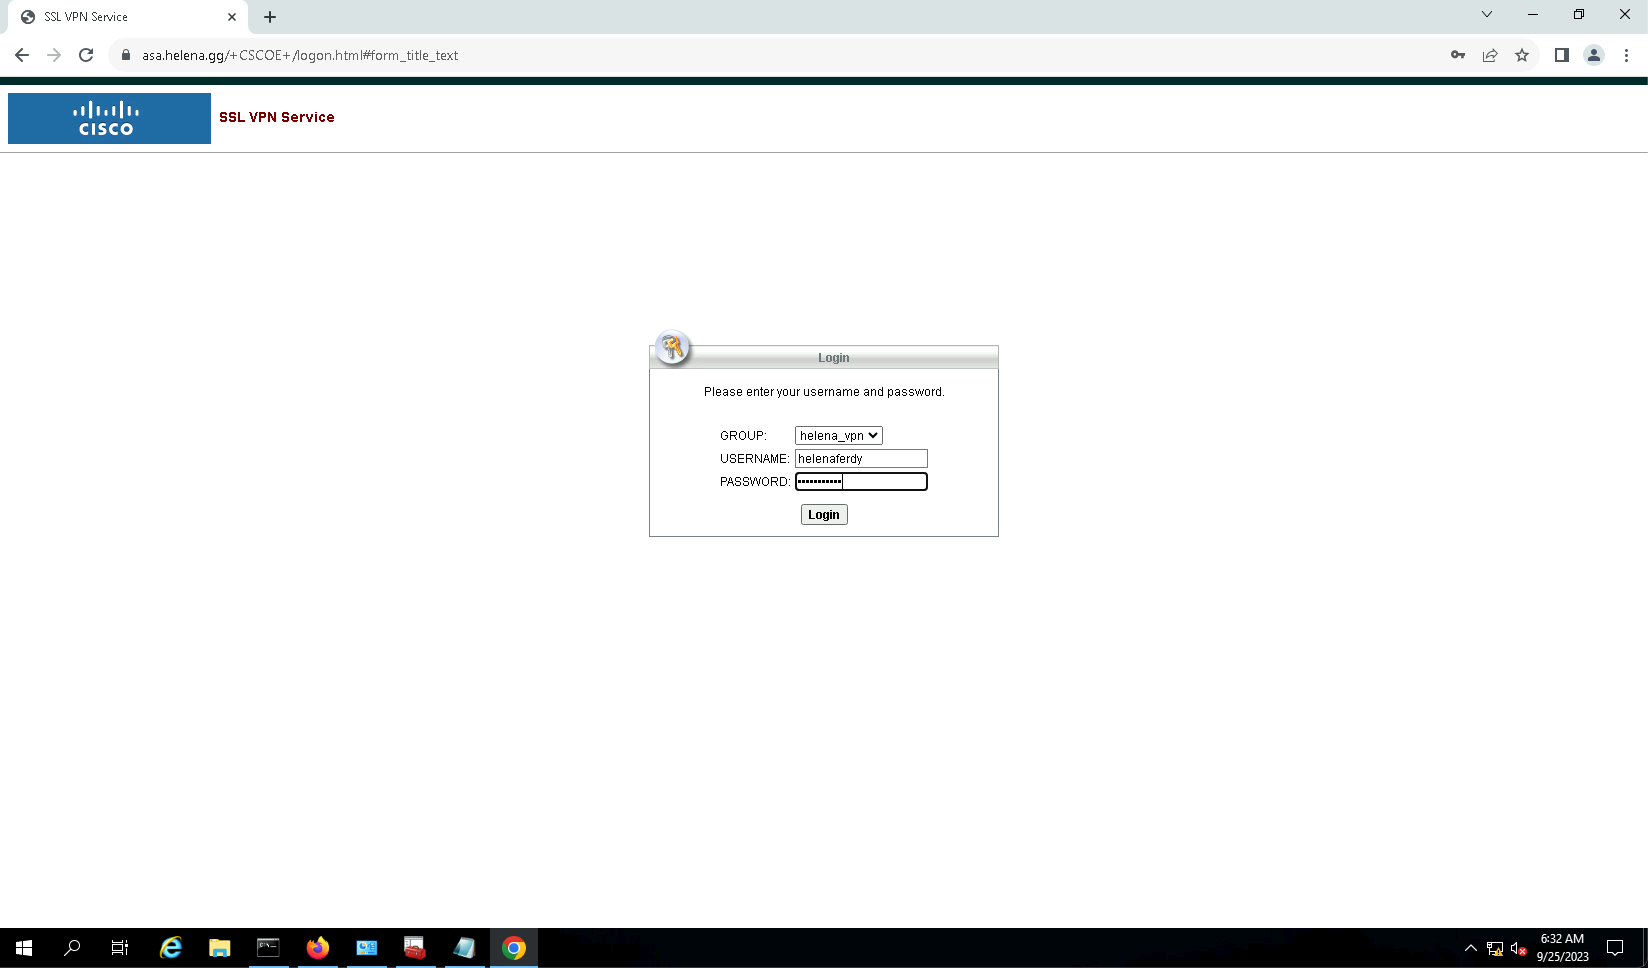 SSL VPN Service
asa.helena.gg/+CSCOE+/logon.html#form_title_text
CISCO
SSL VPN Service
Login
Please enter your username and password.
GROUP: helena_vpn
USERNAME: helenaferdy
PASSWORD: •••••••••••
Login
6:32 AM
9/25/2023